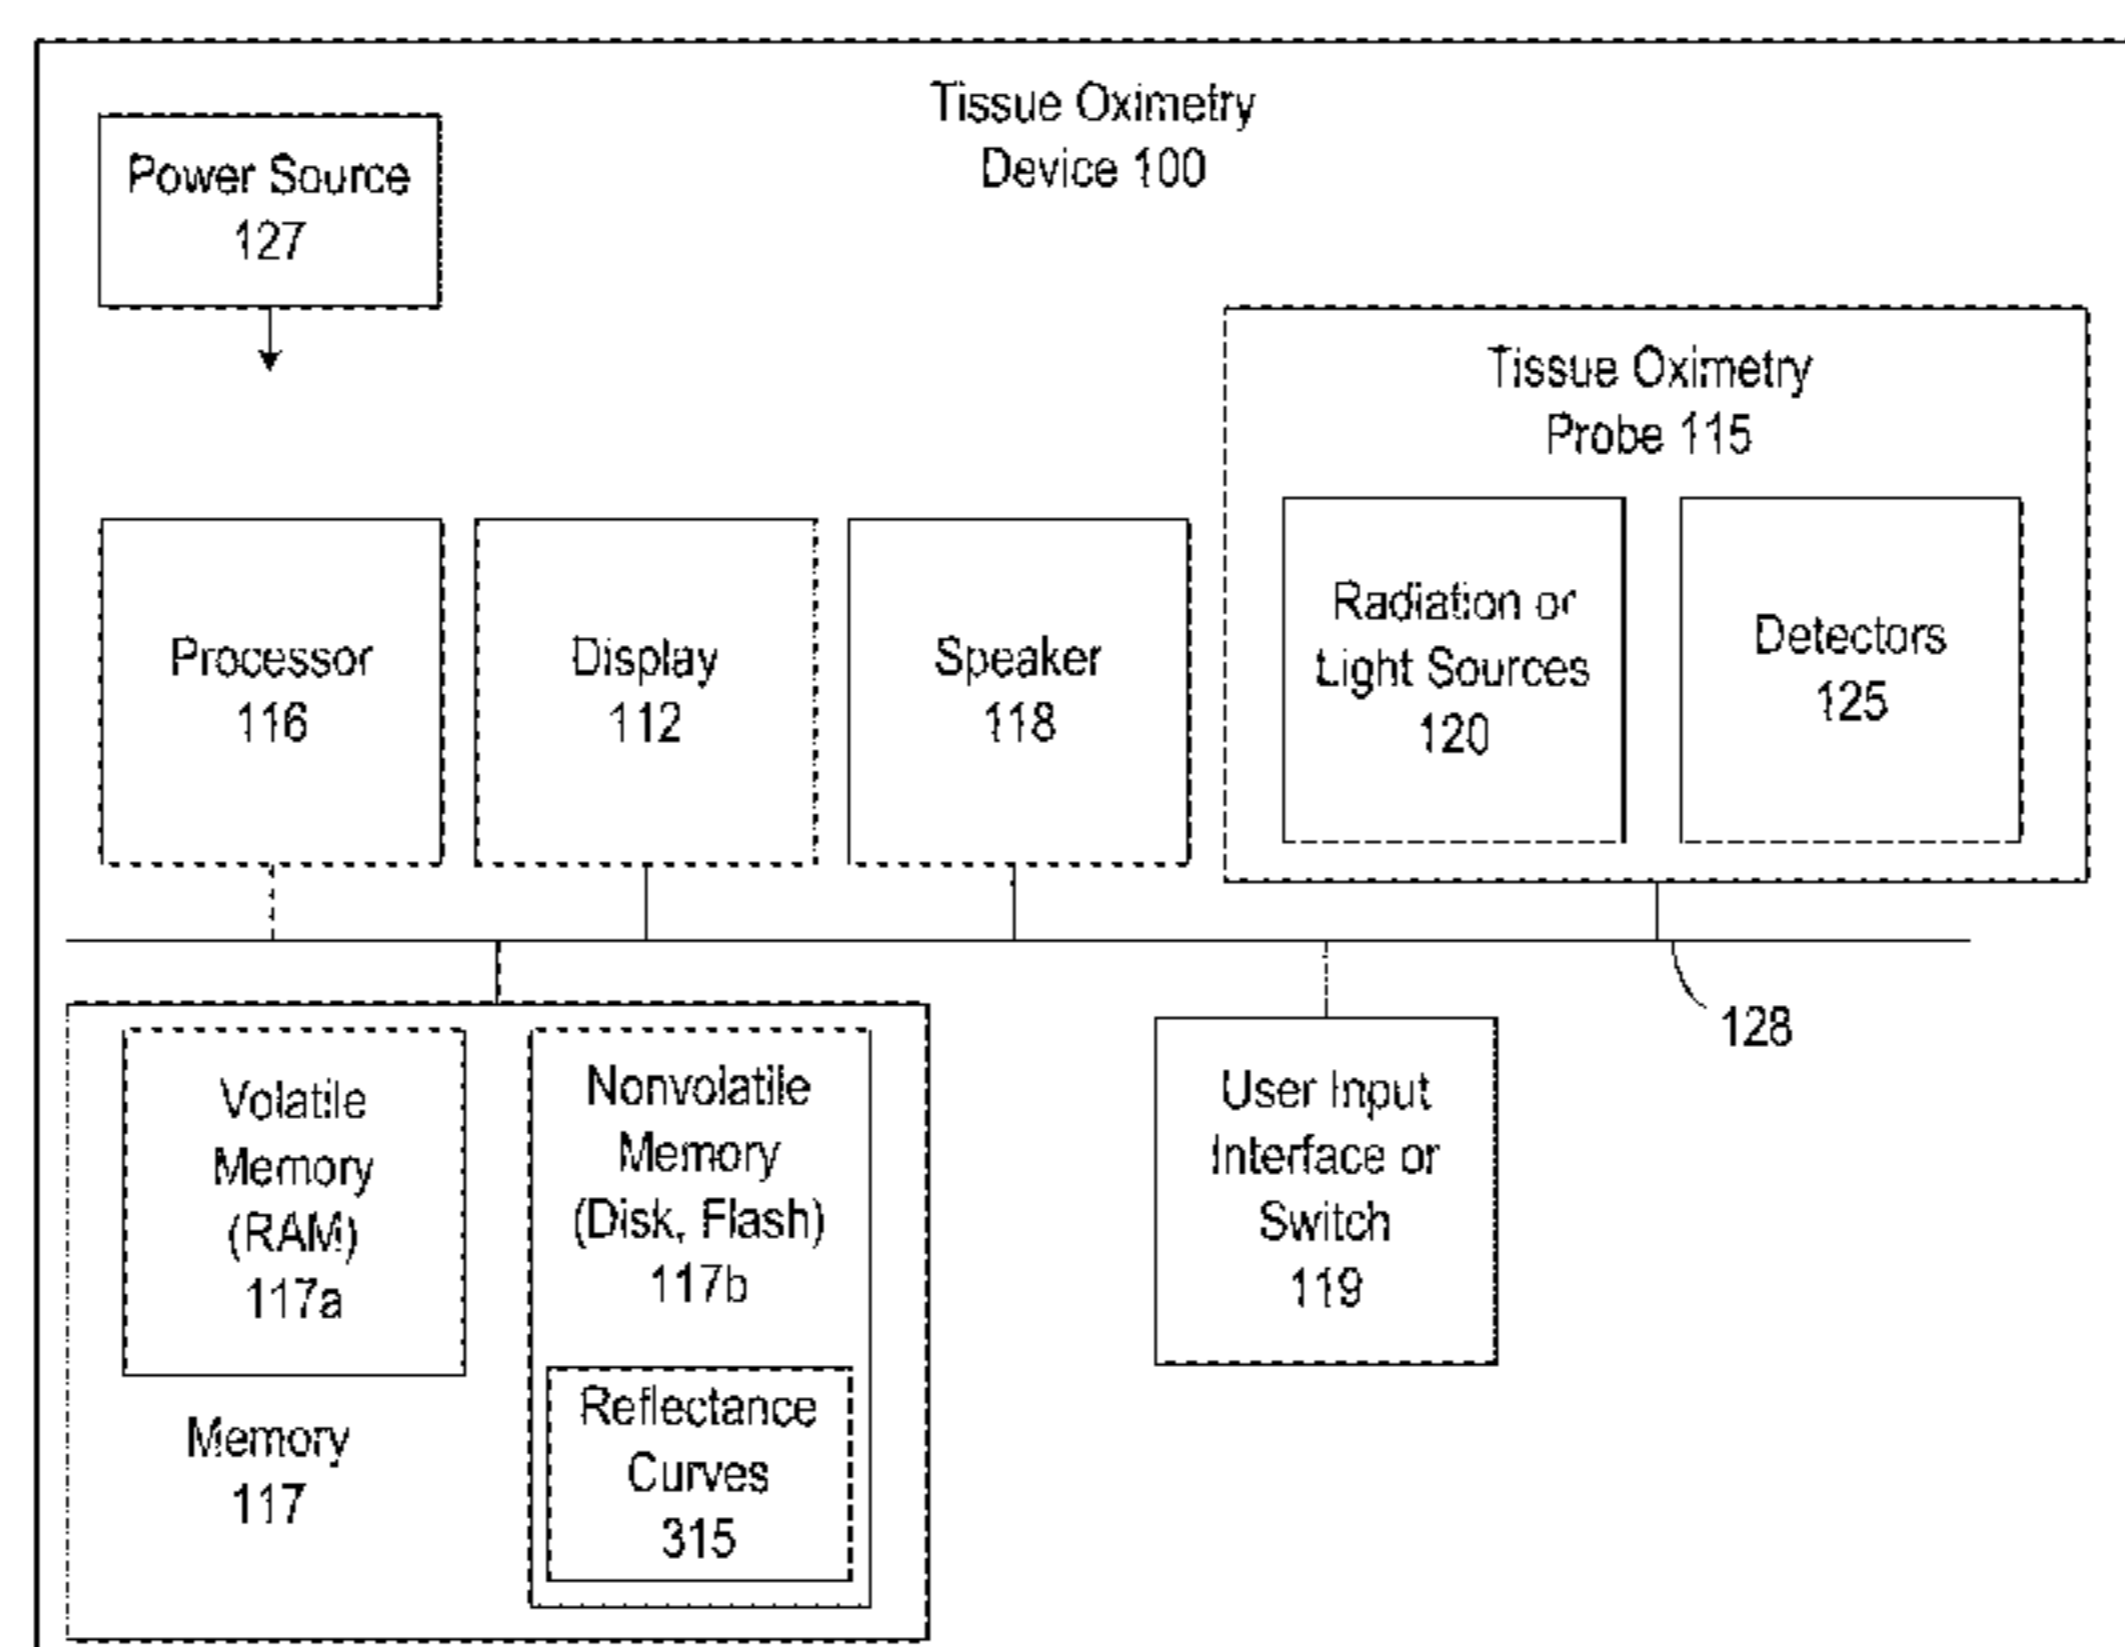 Tissue Oximetry
Device 100
Power Source
127
Tissue Oximetry
Probe 115
Processor
116
Display
112
Speaker
118
Radiation or
Light Sources
120
Detectors
125
128
Volatile
Memory
(RAM)
117a
Nonvolatile
Memory
(Disk, Flash)
117b
Reflectance
Curves
315
Memory
117
User Input
Interface or
Switch
119